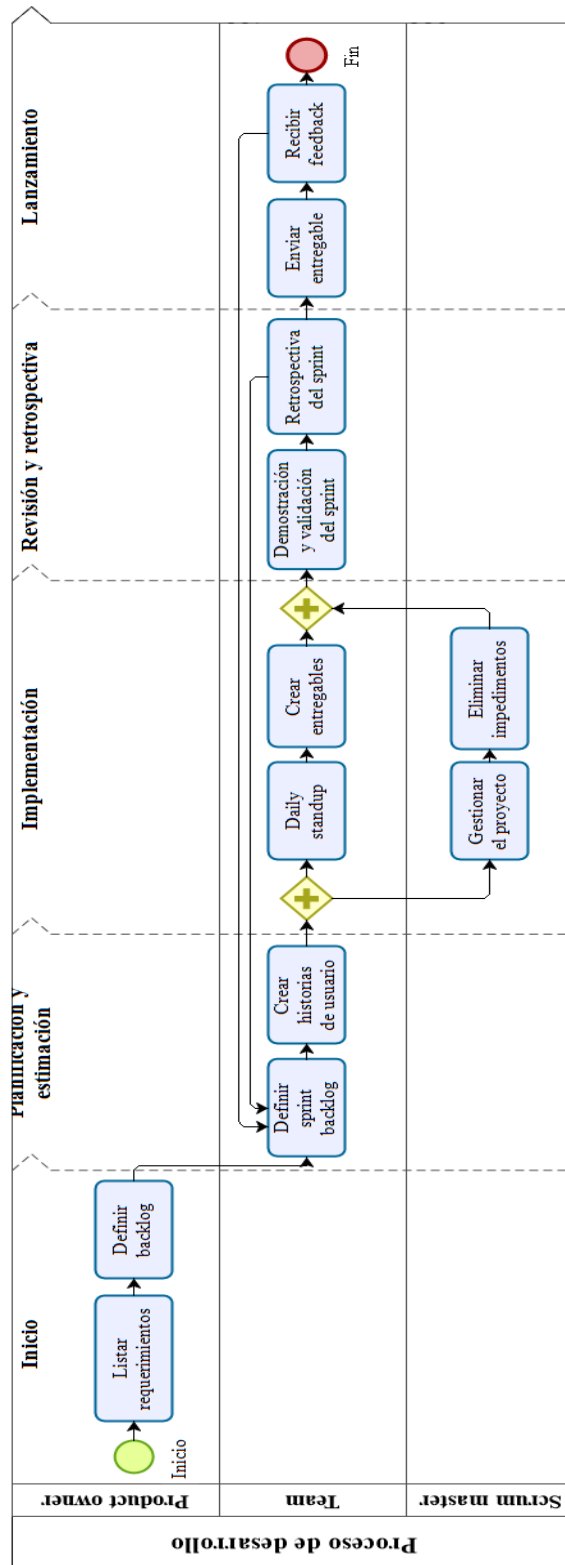 Proceso de desarrollo
Product owner
Team
Scrum master
Inicio
Planificación y
estimación
Implementación
Revisión y retrospectiva
Lanzamiento
Inicio
Listar
requerimientos
Definir
backlog
Definir
sprint
backlog
Crear
historias
de usuario
Daily
standup
Crear
entregables
Gestionar
el proyecto
Eliminar
impedimentos
Demostración
y validación
del sprint
Retrospectiva
del sprint
Enviar
entregable
Recibir
feedback
Fin